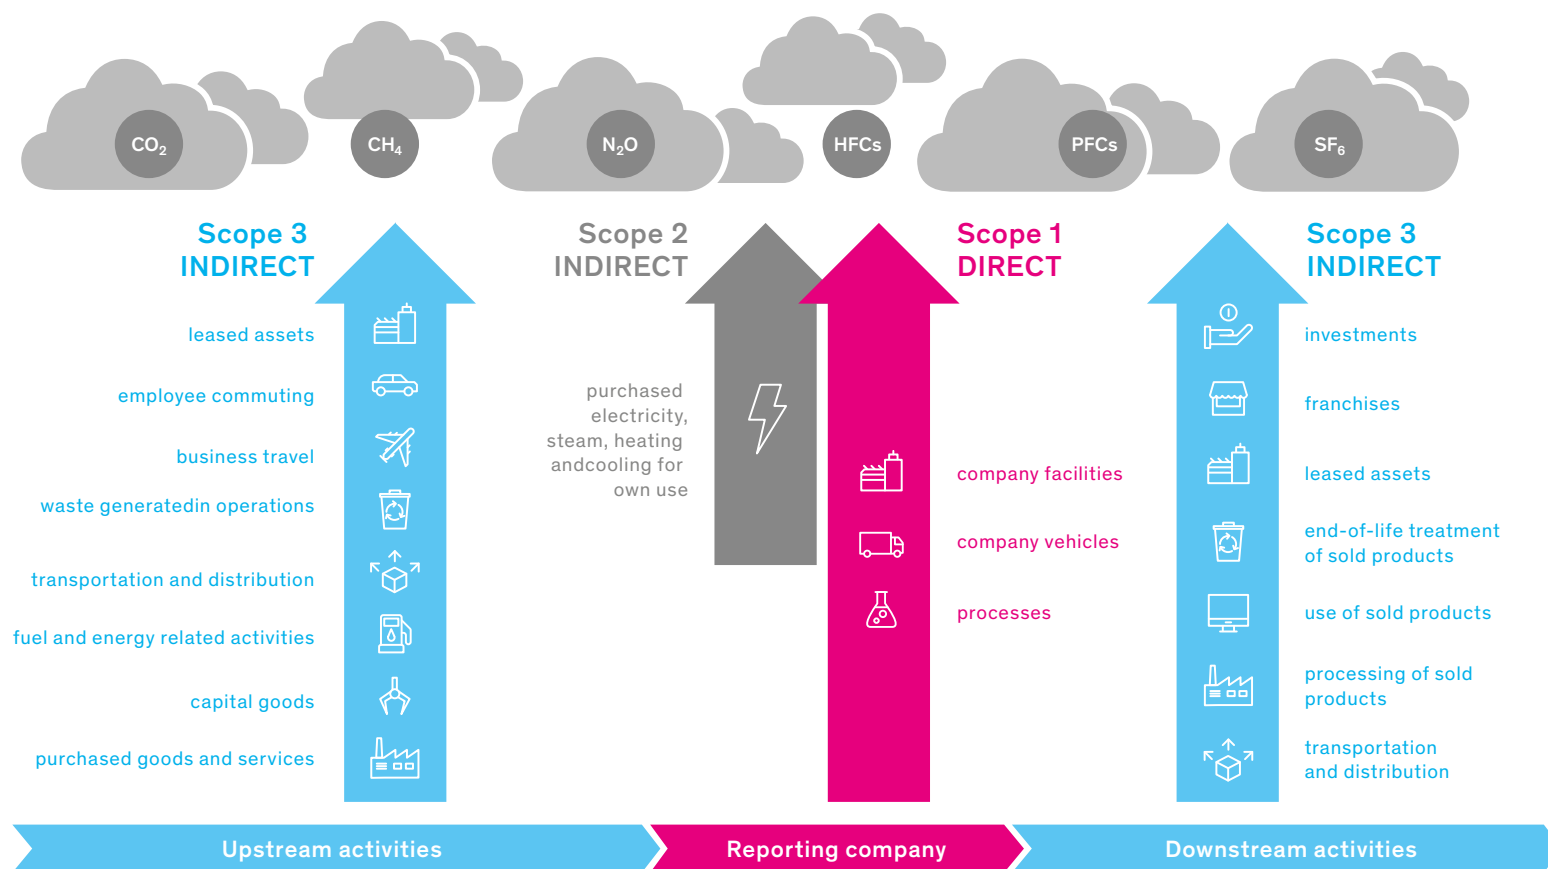 CO₂
CH₄
N₂O
HFCs
PFCs
SF₆
Scope 3
INDIRECT
leased assets
employee commuting
business travel
waste generatedin operations
transportation and distribution
fuel and energy related activities
capital goods
purchased goods and services
Scope 2
INDIRECT
purchased
electricity,
steam, heating
andcooling for
own use
Scope 1
DIRECT
company facilities
company vehicles
processes
Scope 3
INDIRECT
investments
franchises
leased assets
end-of-life treatment
of sold products
use of sold products
processing of sold
products
transportation
and distribution
Upstream activities
Reporting company
Downstream activities